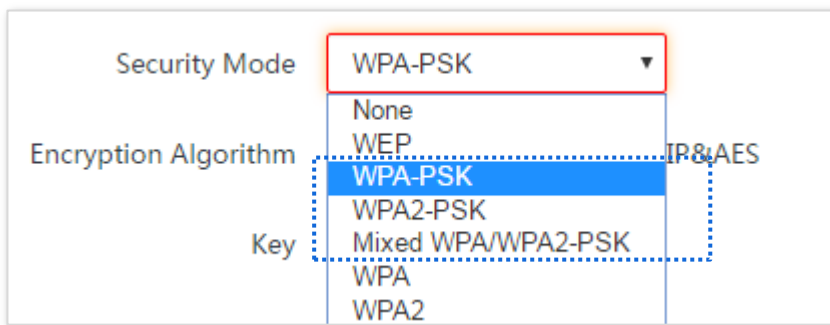 Security Mode WPA-PSK
None
WEP
Encryption Algorithm IP&AES
WPA-PSK
WPA2-PSK
Key Mixed WPA/WPA2-PSK
WPA
WPA2